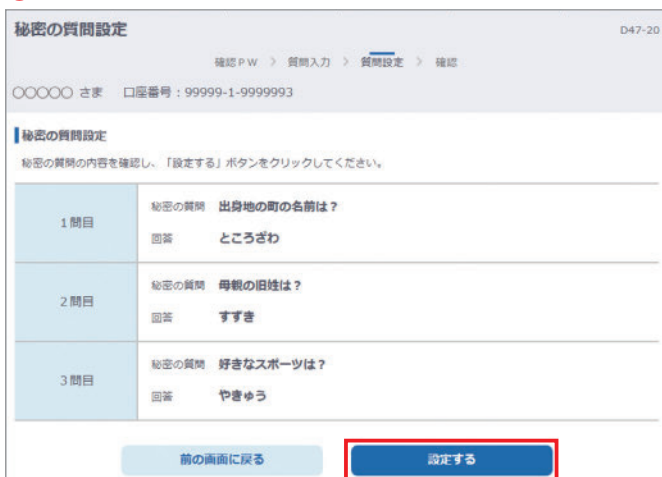 秘密の質問設定 D47-20
確認PW > 質問入力 > 質問設定 > 確認
○○○○○ さま 口座番号:99999-1-9999993
秘密の質問設定
秘密の質問の内容を確認し、「設定する」ボタンをクリックしてください。
1問目
秘密の質問 出身地の町の名前は?
回答 ところざわ
2問目
秘密の質問 母親の旧姓は?
回答 すずき
3問目
秘密の質問 好きなスポーツは?
回答 やきゅう
前の画面に戻る 設定する